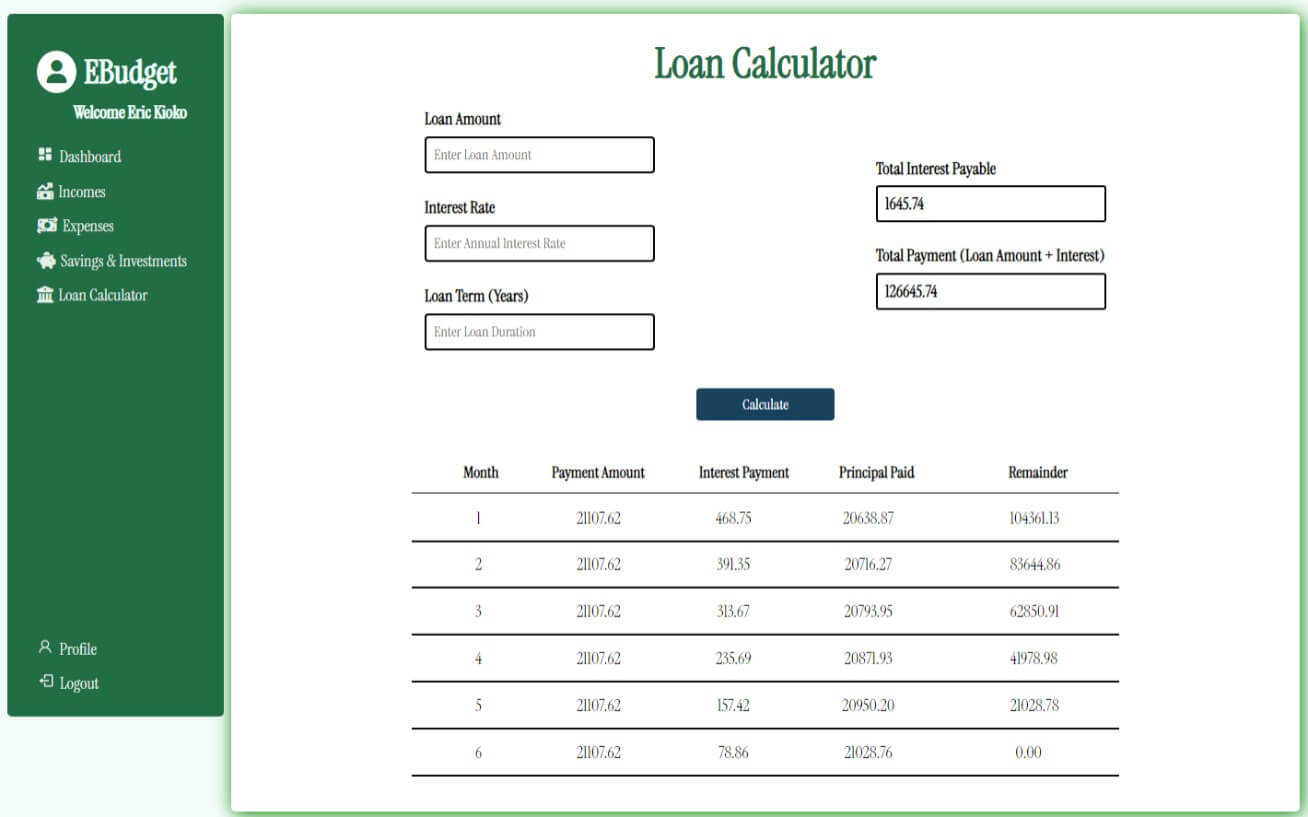 EBudget
Welcome Eric Kioko
Dashboard
Incomes
Expenses
Savings & Investments
Loan Calculator
Profile
Logout
Loan Calculator
Loan Amount
Enter Loan Amount
Interest Rate
Enter Annual Interest Rate
Loan Term (Years)
Enter Loan Duration
Total Interest Payable
1645.74
Total Payment (Loan Amount + Interest)
126645.74
Calculate
Month Payment Amount Interest Payment Principal Paid Remainder
1 21107.62 468.75 20638.87 104361.13
2 21107.62 391.35 20716.27 83644.86
3 21107.62 313.67 20793.95 62850.91
4 21107.62 235.69 20871.93 41978.98
5 21107.62 157.42 20950.20 21028.78
6 21107.62 78.86 21028.76 0.00